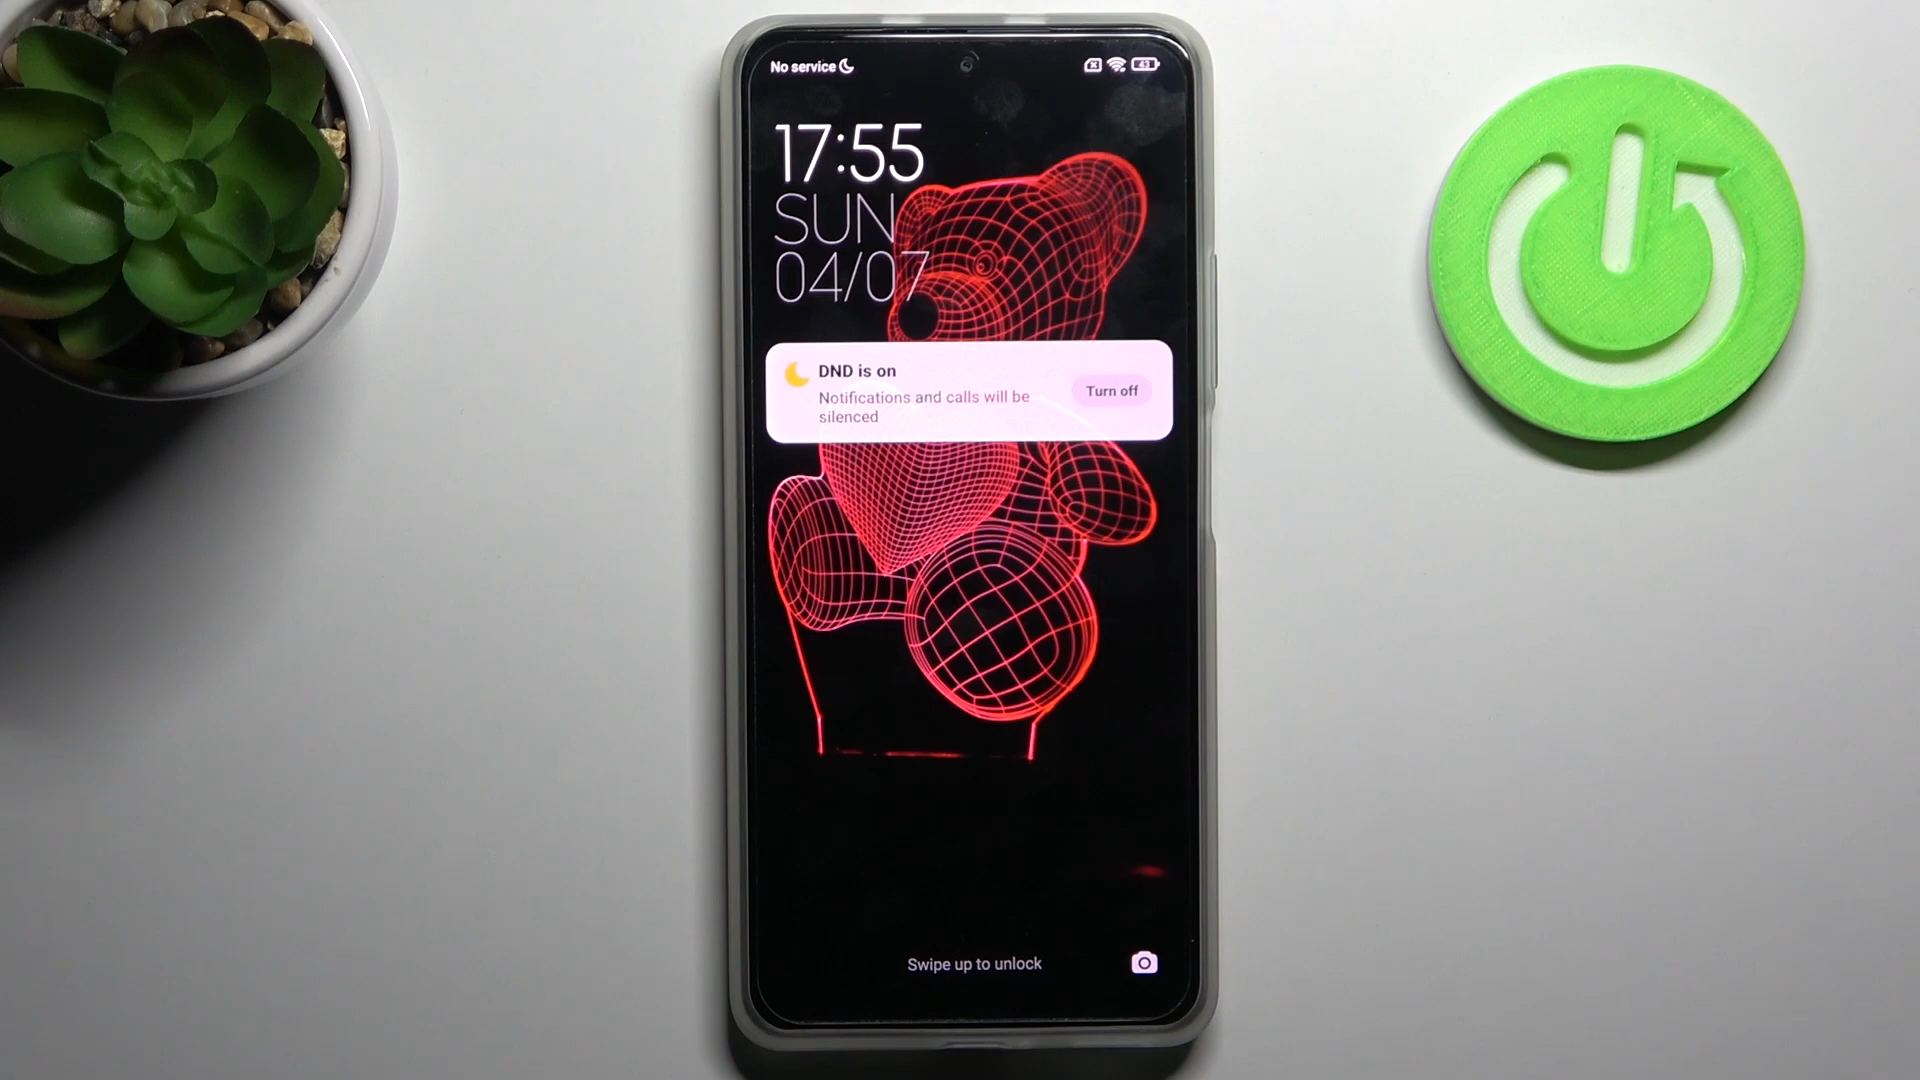 No service
43
17:55
SUN
04/07
DND is on
Notifications and calls will be
silenced
Turn off
Swipe up to unlock